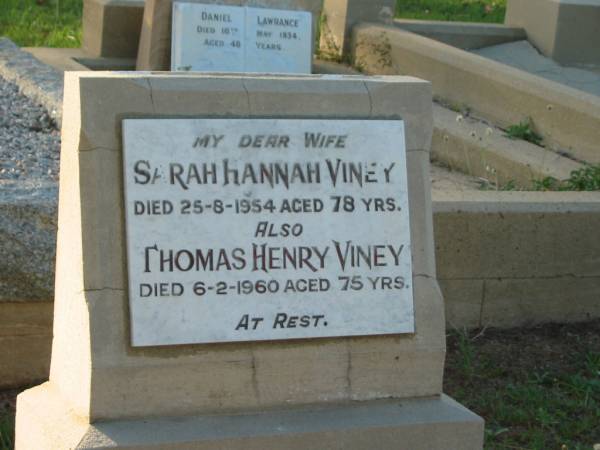 DANIEL LAWRANCE
DIED 10TH MAY 1934.
AGED 48 YEARS.
MY DEAR WIFE
SARAH HANNAH VINEY
DIED 25-8-1954 AGED 78 YRS.
ALSO
THOMAS HENRY VINEY
DIED 6-2-1960 AGED 75 YRS.
AT REST.